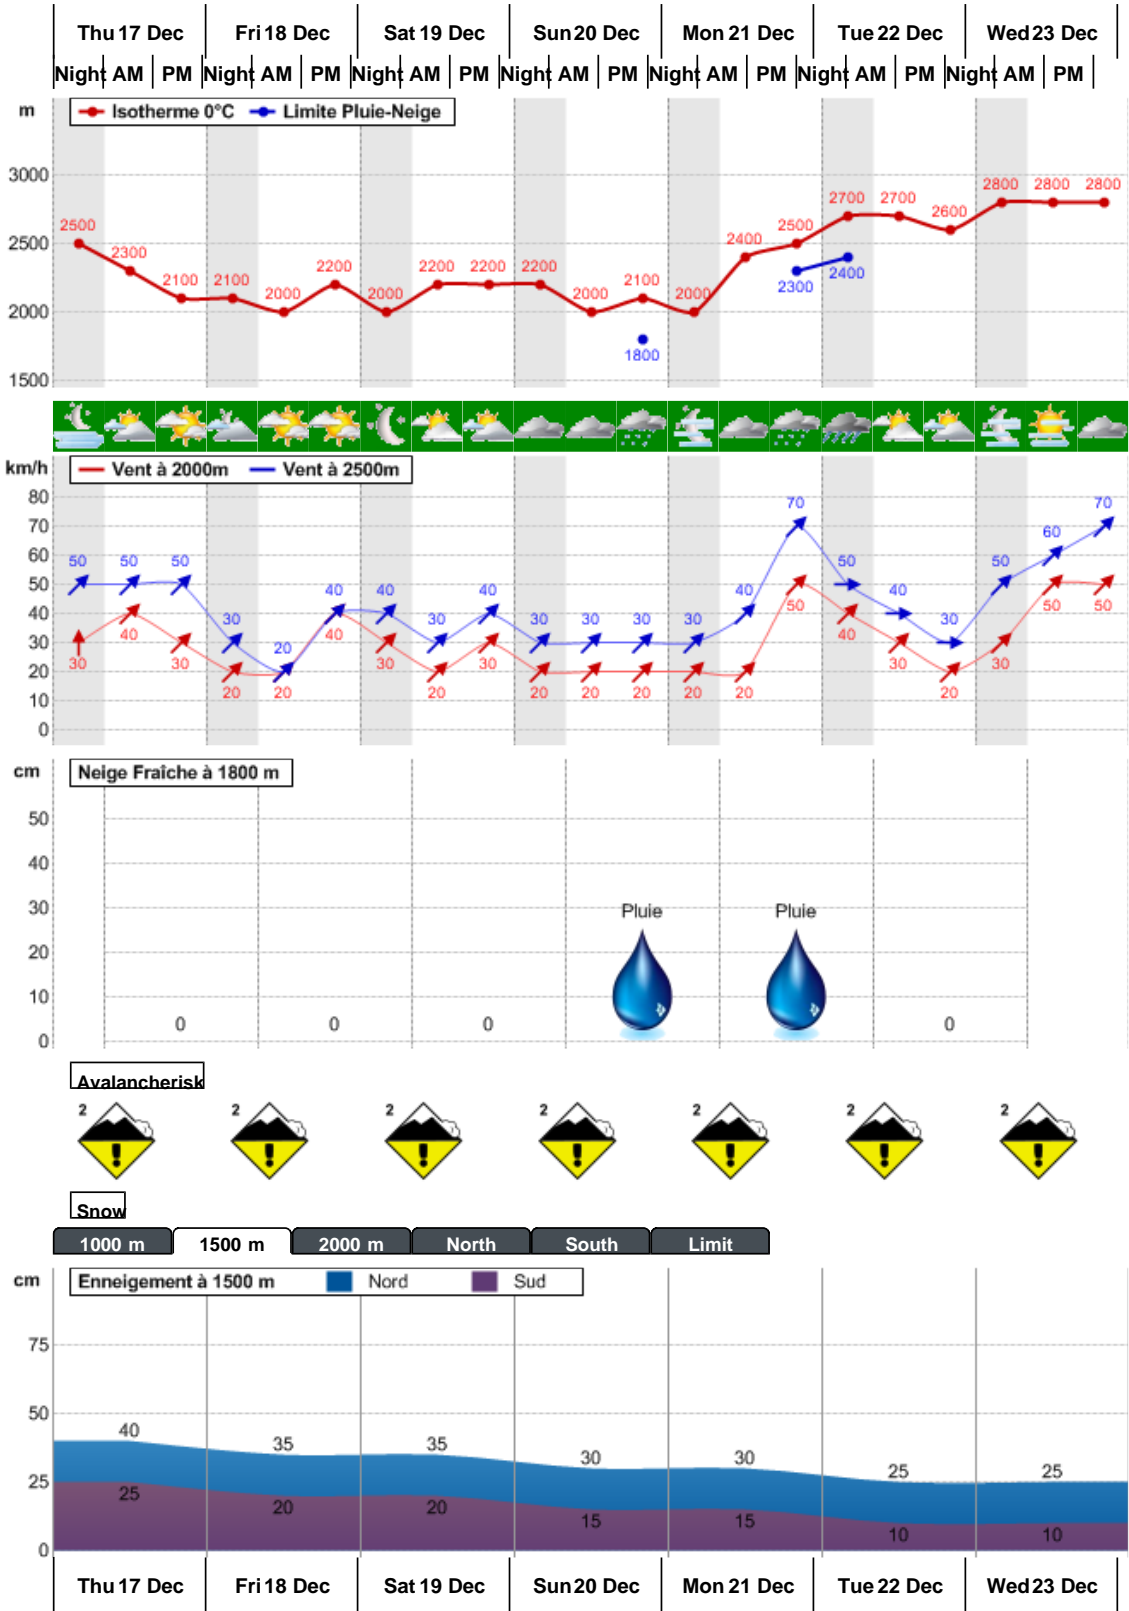 Thu 17 Dec Fri 18 Dec Sat 19 Dec Sun 20 Dec Mon 21 Dec Tue 22 Dec Wed 23 Dec
Night AM PM Night AM PM Night AM PM Night AM PM Night AM PM Night AM PM Night AM PM
m Isotherme 0°C Limite Pluie-Neige
3000
2500
2000
1500
2500 2300 2100 2100 2000 2200 2000 2200 2200 2200 2000 2100 2000 2400 2500 2700 2700 2600 2800 2800 2800
1800 2300 2400
km/h Vent à 2000m Vent à 2500m
80
70
60
50
40
30
20
10
0
50 50 50 30 20 40 40 30 40 30 30 30 30 40 70 50 40 30 50 60 70
30 40 30 20 20 40 30 20 30 20 20 20 20 20 50 40 30 20 30 50 50
cm Neige Fraîche à 1800 m
50
40
30
20
10
0
Pluie Pluie
0 0 0 0
Avalancherisk
2 2 2 2 2 2 2
Snow
1000 m 1500 m 2000 m North South Limit
cm Enneigement à 1500 m Nord Sud
75
50
25
0
40 35 35 30 30 25 25
25 20 20 15 15 10 10
Thu 17 Dec Fri 18 Dec Sat 19 Dec Sun 20 Dec Mon 21 Dec Tue 22 Dec Wed 23 Dec